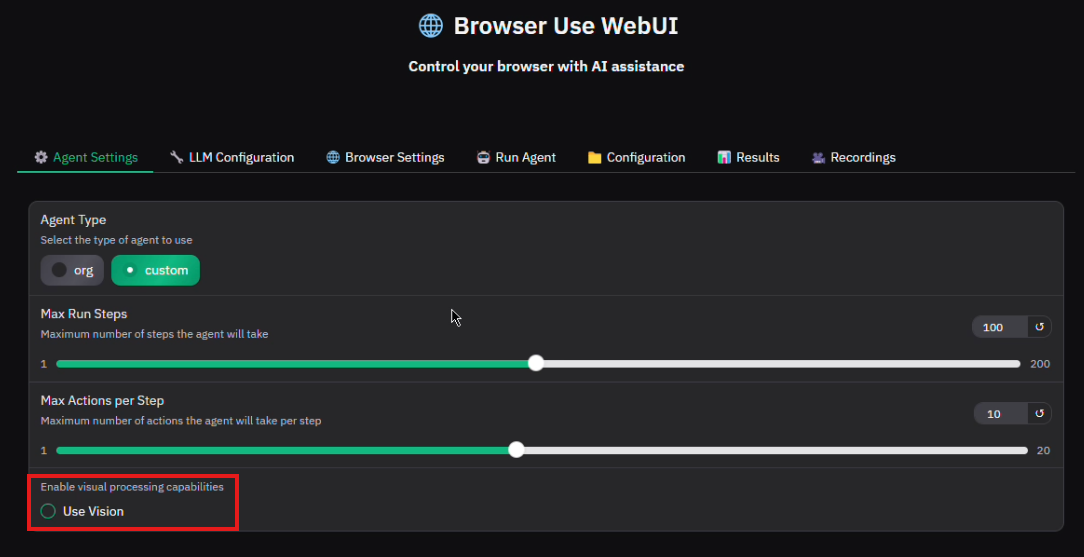 Browser Use WebUI
Control your browser with AI assistance
Agent Settings LLM Configuration Browser Settings Run Agent Configuration Results Recordings
Agent Type
Select the type of agent to use
org custom
Max Run Steps
Maximum number of steps the agent will take
100
1 200
Max Actions per Step
Maximum number of actions the agent will take per step
10
1 20
Enable visual processing capabilities
Use Vision